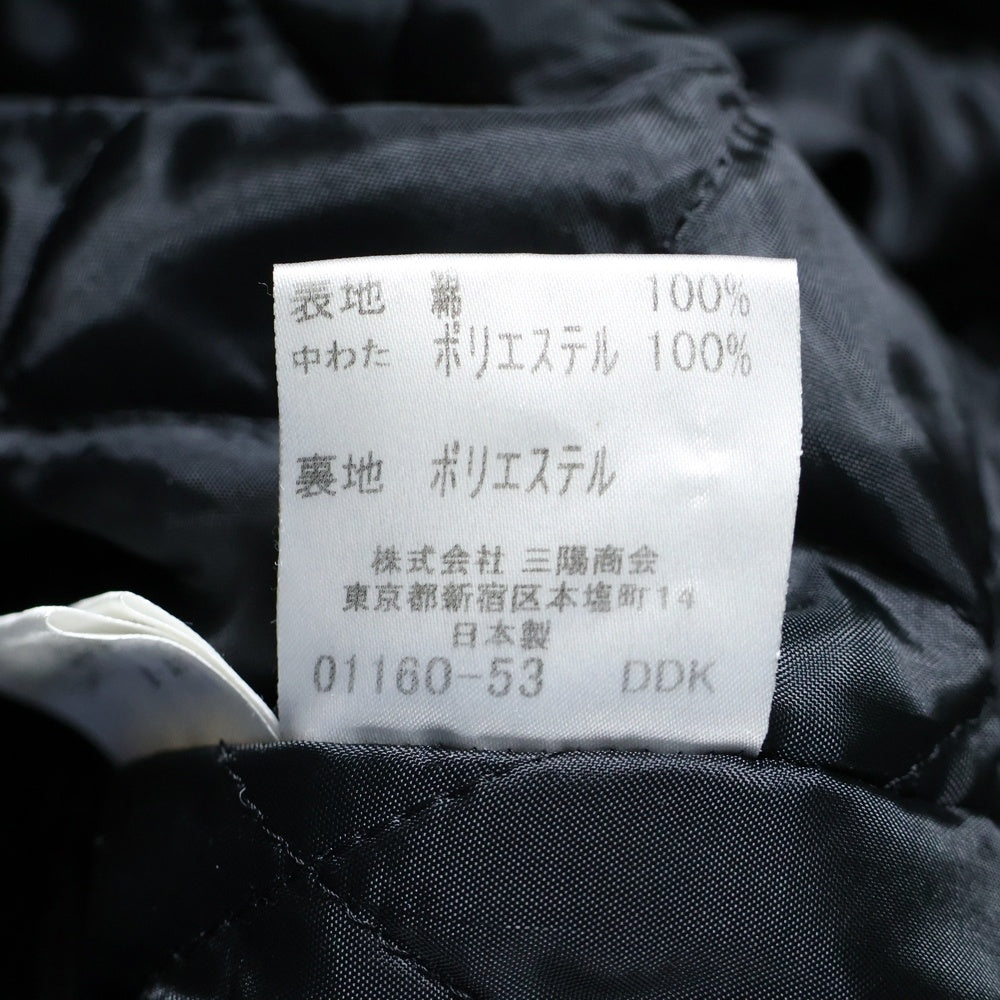 表地 綿 100%
中わた ポリエステル 100%
裏地 ポリエステル
株式会社 三陽商会
東京都新宿区本塩町14
日本製
01160-53 DDK